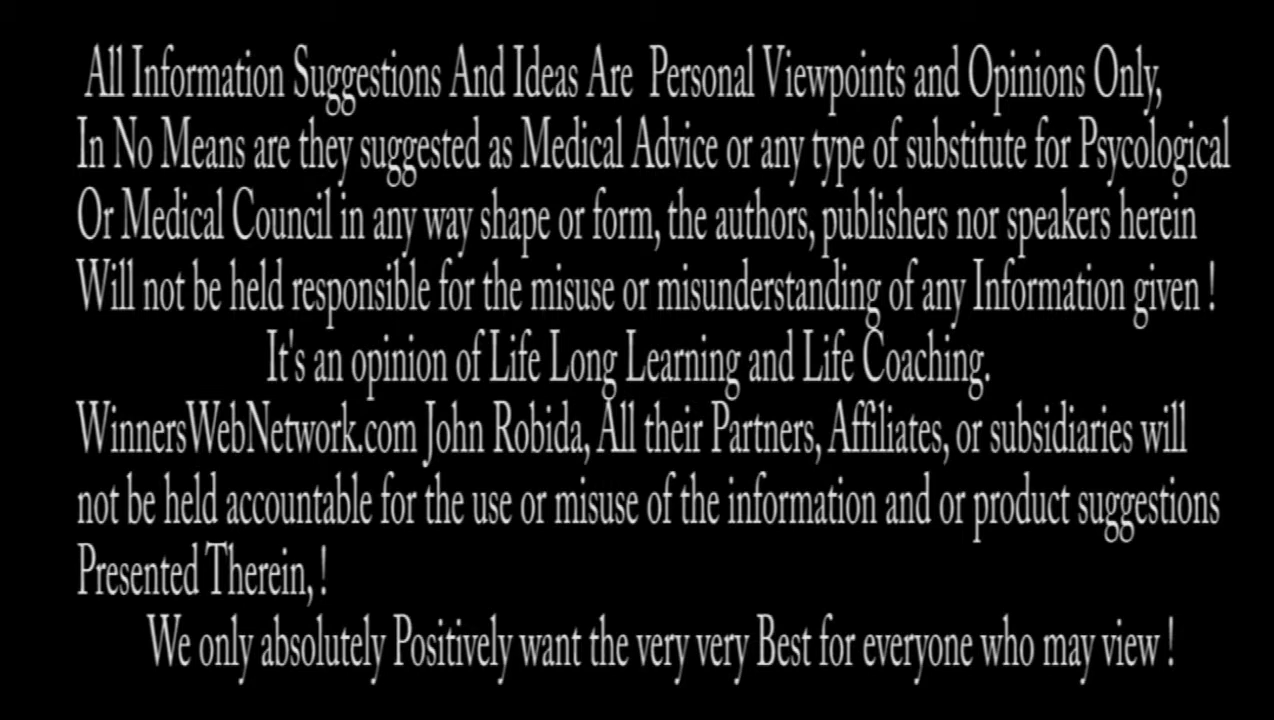 All Information Suggestions And Ideas Are Personal Viewpoints and Opinions Only,
In No Means are they suggested as Medical Advice or any type of substitute for Psycological
Or Medical Council in any way shape or form, the authors, publishers nor speakers herein
Will not be held responsible for the misuse or misunderstanding of any Information given !
It's an opinion of Life Long Learning and Life Coaching.
WinnersWebNetwork.com John Robida, All their Partners, Affiliates, or subsidiaries will
not be held accountable for the use or misuse of the information and or product suggestions
Presented Therein, !
We only absolutely Positively want the very very Best for everyone who may view !